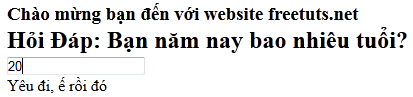 Chào mừng bạn đến với website freetuts.net
Hỏi Đáp: Bạn năm nay bao nhiêu tuổi?
20
Yêu đi, ế rồi đó